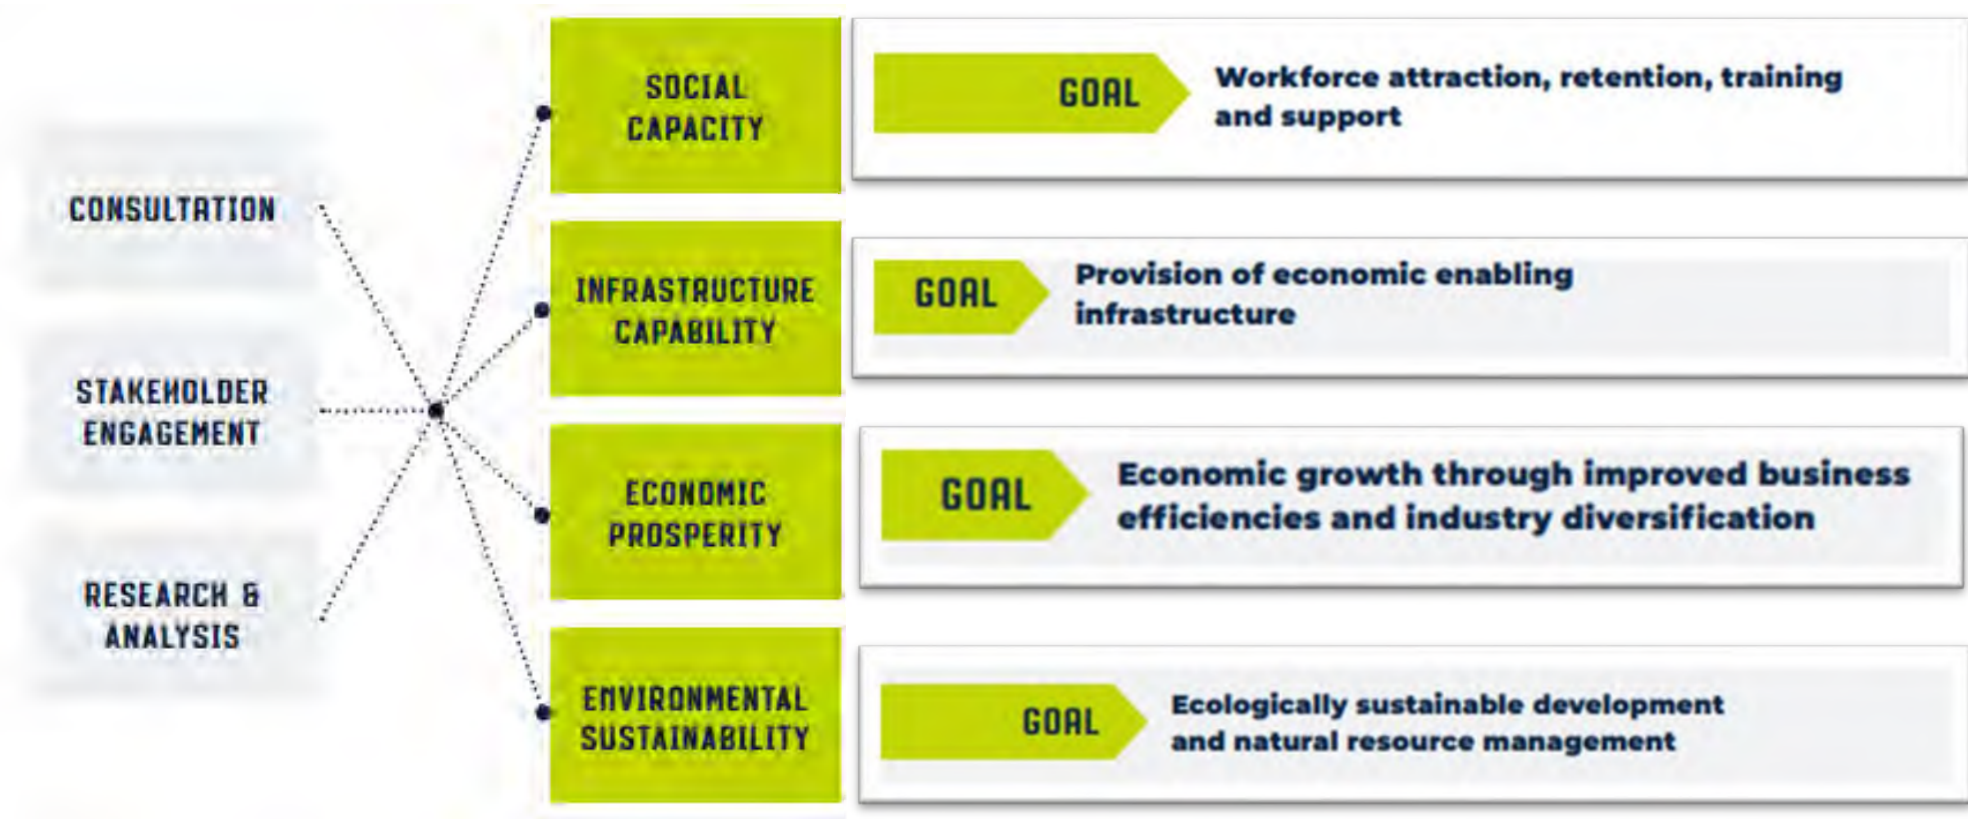 CONSULTATION
STAKEHOLDER
ENGAGEMENT
RESEARCH &
ANALYSIS
SOCIAL
CAPACITY
GOAL
Workforce attraction, retention, training
and support
INFRASTRUCTURE
CAPABILITY
GOAL
Provision of economic enabling
infrastructure
ECONOMIC
PROSPERITY
GOAL
Economic growth through improved business
efficiencies and industry diversification
ENVIRONMENTAL
SUSTAINABILITY
GOAL
Ecologically sustainable development
and natural resource management